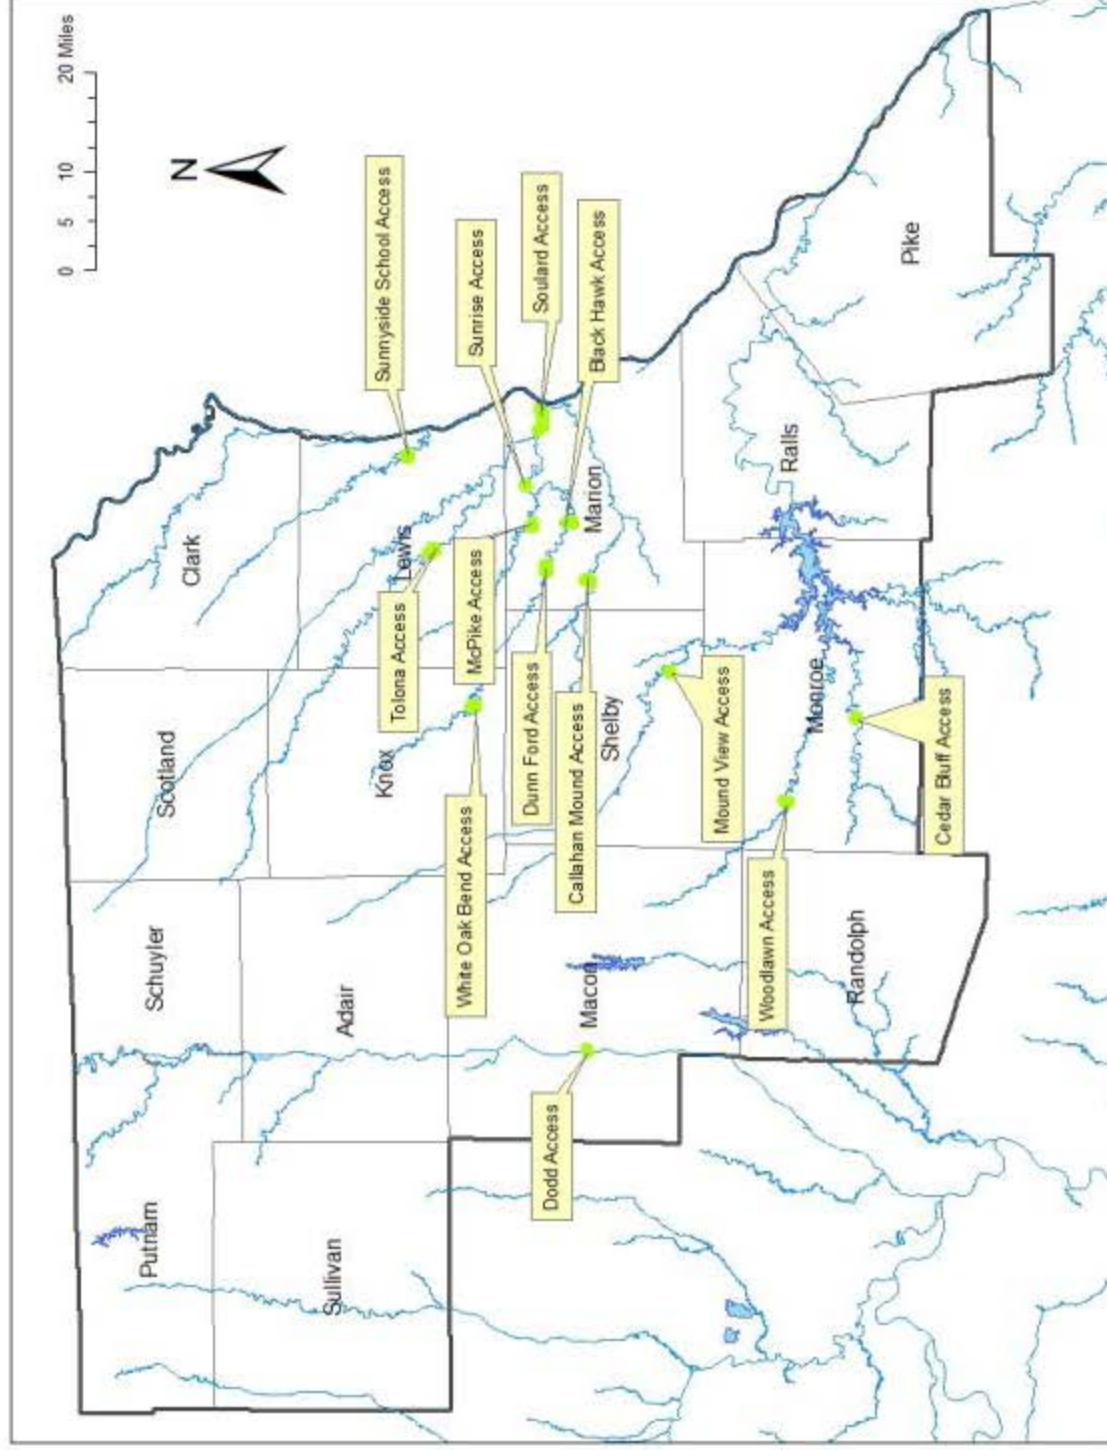 0 5 10 20 Miles
N
Putnam
Schuyler
Scotland
Clark
Sullivan
Adair
Knox
Lewis
Macon
Shelby
Marion
Randolph
Monroe
Ralls
Pike
Sunnyside School Access
Tolona Access
Sunrise Access
McPike Access
White Oak Bend Access
Soulard Access
Dunn Ford Access
Black Hawk Access
Callahan Mound Access
Dodd Access
Mound View Access
Woodlawn Access
Cedar Bluff Access